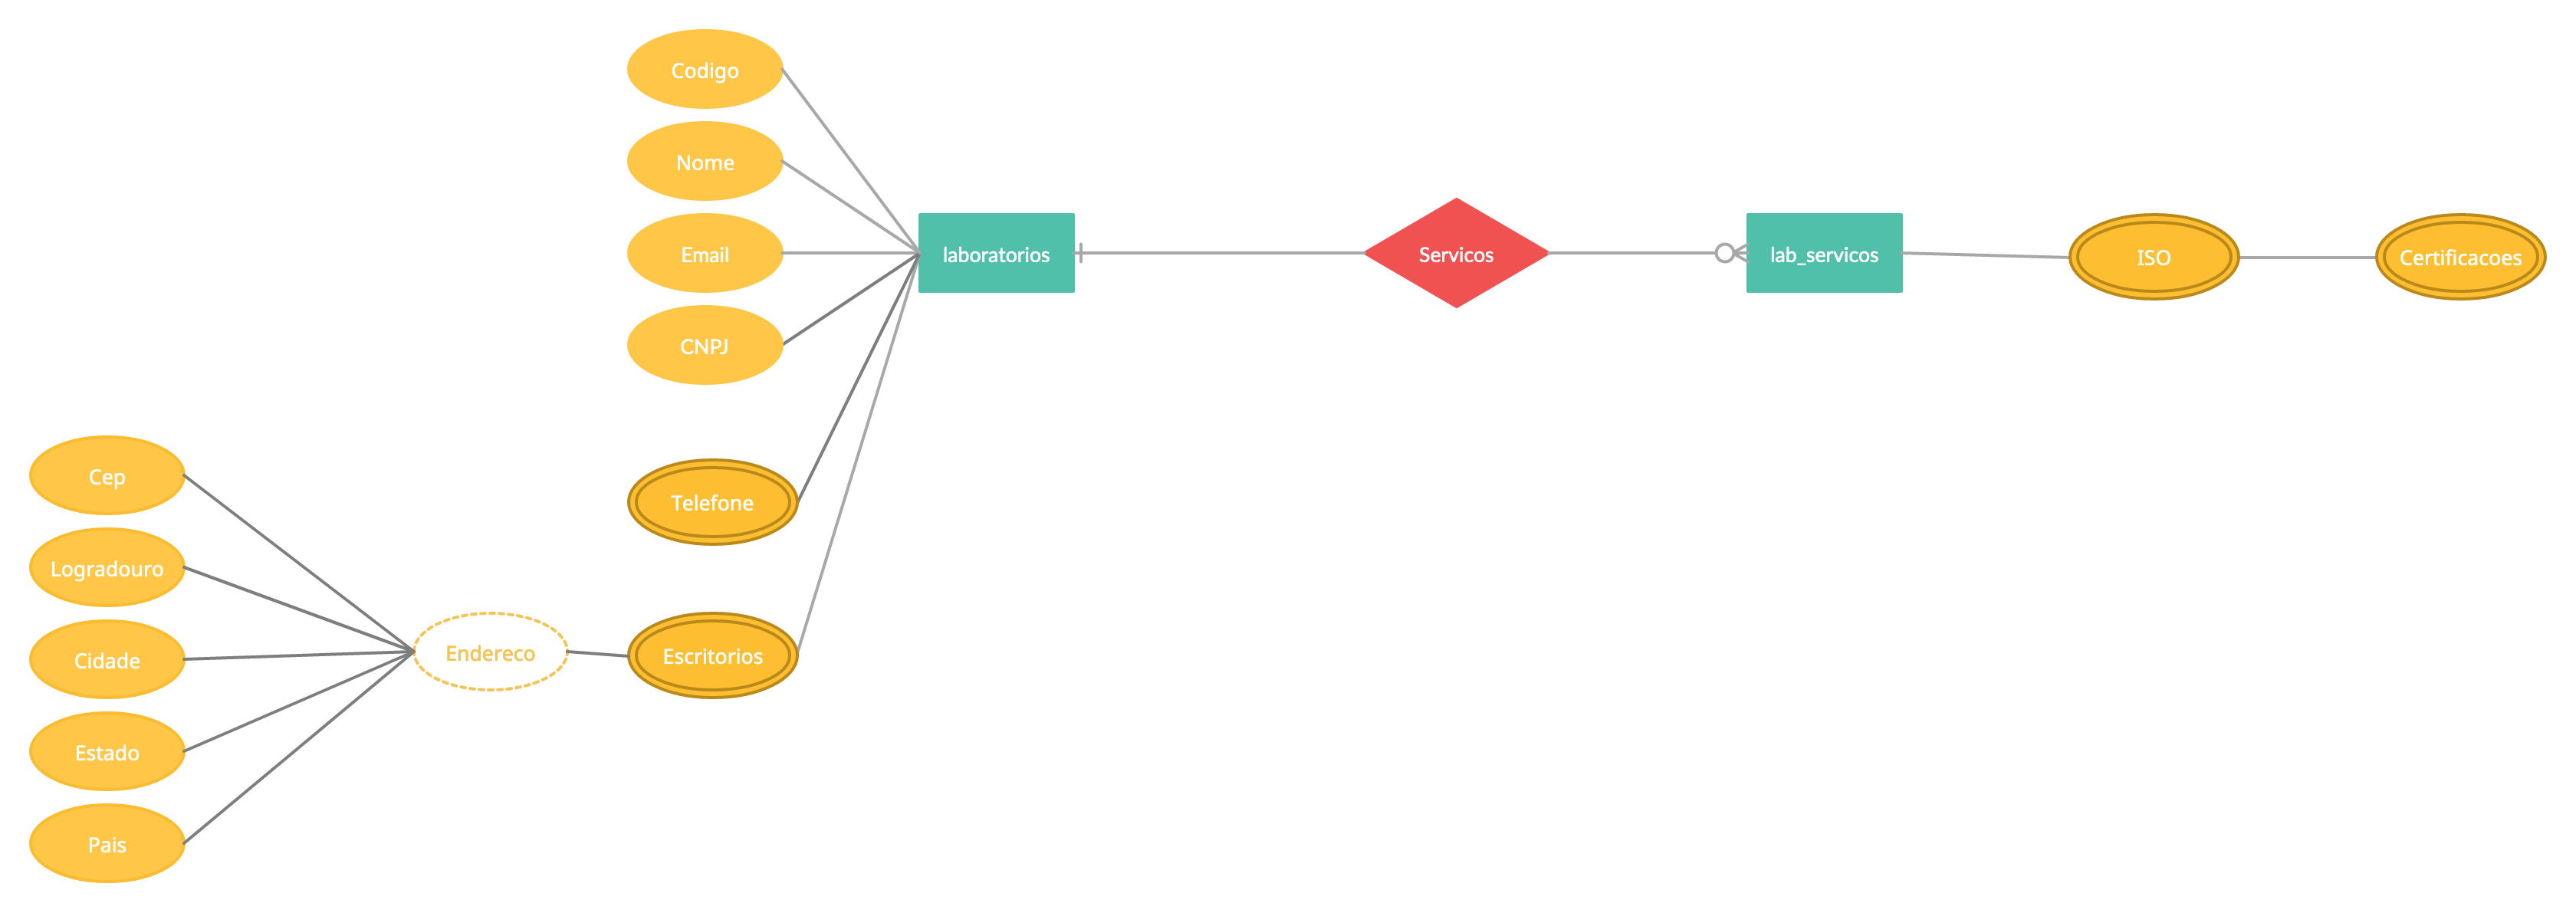 Codigo
Nome
Email
CNPJ
laboratorios
Servicos
lab_servicos
ISO
Certificacoes
Telefone
Escritorios
Endereco
Cep
Logradouro
Cidade
Estado
Pais